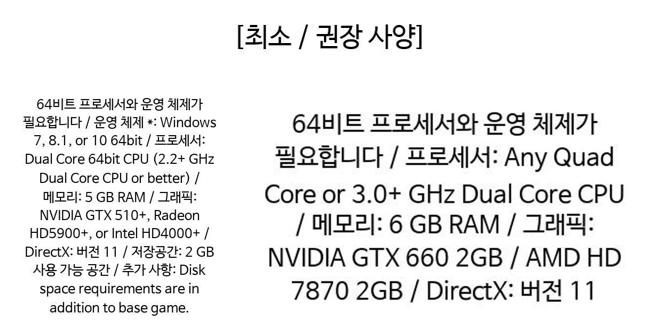 [최소 / 권장 사양]
64비트 프로세서와 운영 체제가
필요합니다 / 운영 체제 *: Windows
7, 8.1, or 10 64bit / 프로세서:
Dual Core 64bit CPU (2.2+ GHz
Dual Core CPU or better) /
메모리: 5 GB RAM / 그래픽:
NVIDIA GTX 510+, Radeon
HD5900+, or Intel HD4000+ /
DirectX: 버전 11 / 저장공간: 2 GB
사용 가능 공간 / 추가 사항: Disk
space requirements are in
addition to base game.
64비트 프로세서와 운영 체제가
필요합니다 / 프로세서: Any Quad
Core or 3.0+ GHz Dual Core CPU
/ 메모리: 6 GB RAM / 그래픽:
NVIDIA GTX 660 2GB / AMD HD
7870 2GB / DirectX: 버전 11